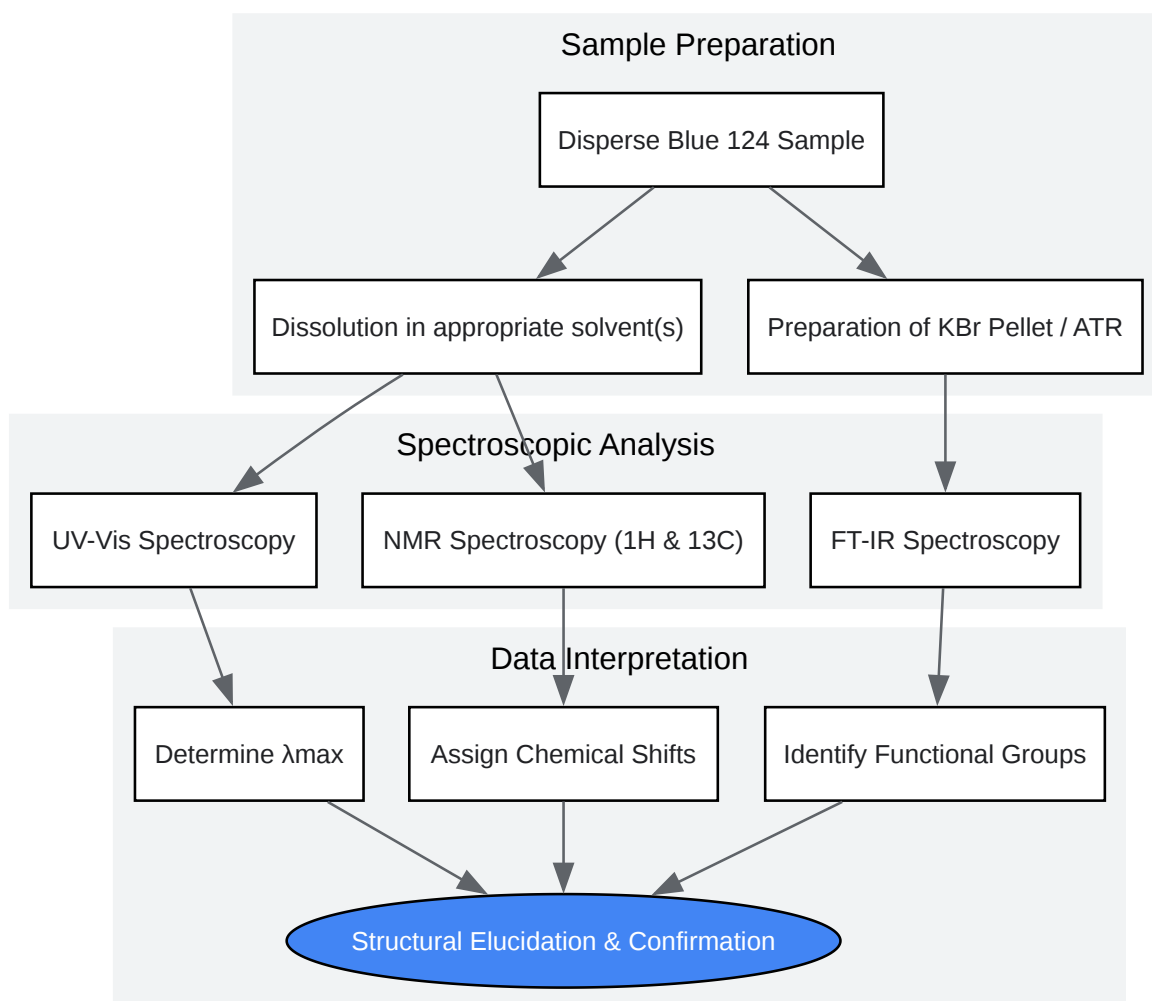 Sample Preparation
Disperse Blue 124 Sample
Dissolution in appropriate solvent(s)
Preparation of KBr Pellet / ATR
Spectroscopic Analysis
UV-Vis Spectroscopy
NMR Spectroscopy (1H & 13C)
FT-IR Spectroscopy
Data Interpretation
Determine λmax
Assign Chemical Shifts
Identify Functional Groups
Structural Elucidation & Confirmation